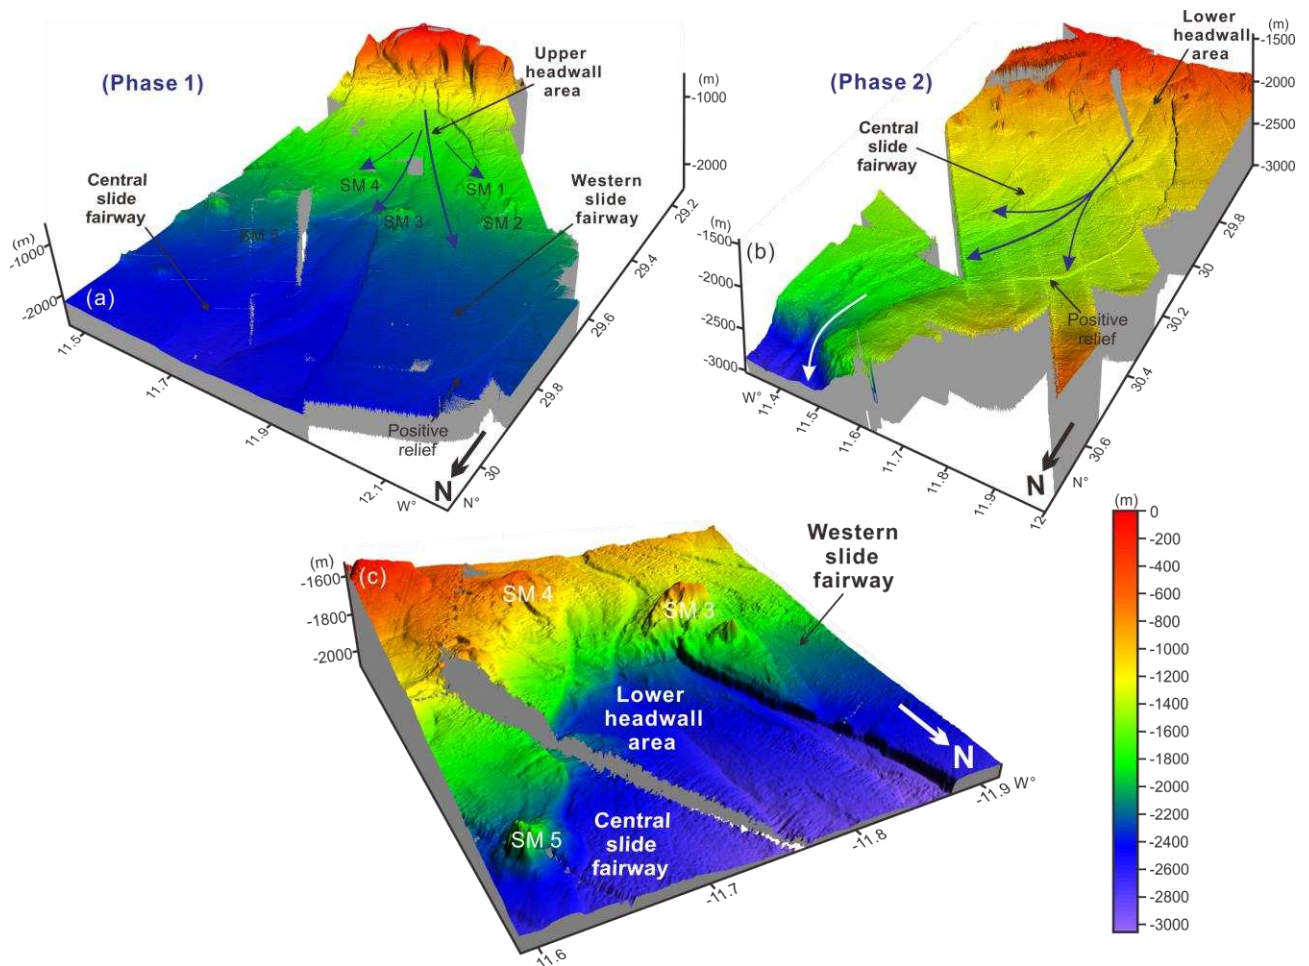 (Phase 1)
Upper
headwall
area
(m)
-1000
-2000
Central
slide
fairway
SM 4
SM 1
SM 3
SM 2
SM 5
Western
slide
fairway
(m)
-1000
-2000
(a)
29.2
29.4
29.6
29.8
30
N°
11.5
11.7
11.9
12.1
W°
Positive
relief
N
(Phase 2)
Lower
headwall
area
(m)
-1500
-2000
-2500
-3000
Central
slide
fairway
(m)
-1500
-2000
-2500
-3000
(b)
Positive
relief
29.8
30
30.2
30.4
30.6
N°
W°
11.4
11.5
11.6
11.7
11.8
11.9
12
N
(m)
-1600
-1800
-2000
(c)
SM 4
SM 3
Western
slide
fairway
Lower
headwall
area
N
SM 5
Central
slide
fairway
-11.6
-11.7
-11.8
-11.9
W°
(m)
0
-200
-400
-600
-800
-1000
-1200
-1400
-1600
-1800
-2000
-2200
-2400
-2600
-2800
-3000